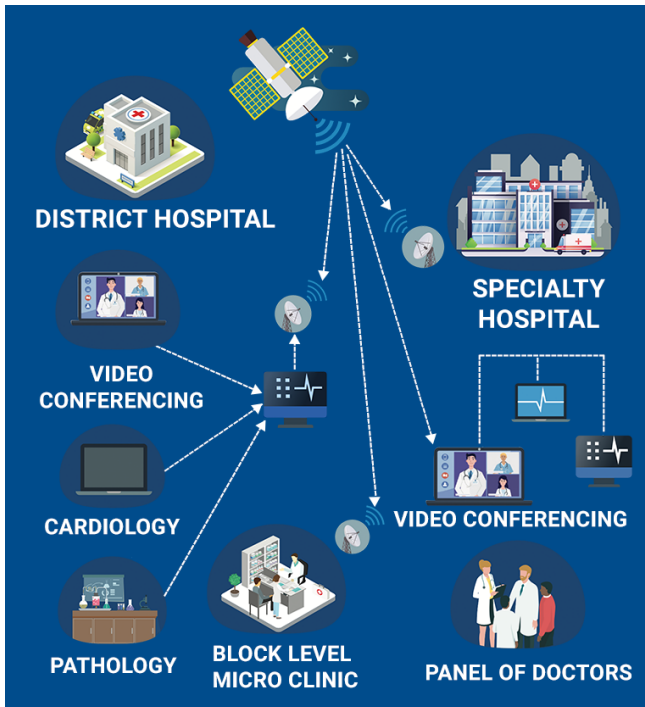 DISTRICT HOSPITAL
SPECIALTY
HOSPITAL
VIDEO
CONFERENCING
CARDIOLOGY
VIDEO CONFERENCING
PATHOLOGY
BLOCK LEVEL
MICRO CLINIC
PANEL OF DOCTORS